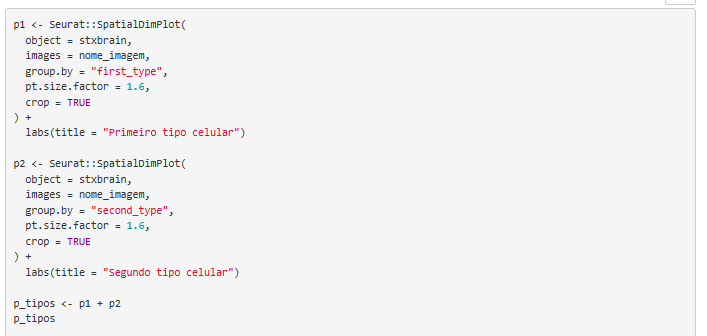 p1 <- Seurat::SpatialDimPlot(
  object = stxbrain,
  images = nome_imagem,
  group.by = "first_type",
  pt.size.factor = 1.6,
  crop = TRUE
) +
  labs(title = "Primeiro tipo celular")

p2 <- Seurat::SpatialDimPlot(
  object = stxbrain,
  images = nome_imagem,
  group.by = "second_type",
  pt.size.factor = 1.6,
  crop = TRUE
) +
  labs(title = "Segundo tipo celular")

p_tipos <- p1 + p2
p_tipos